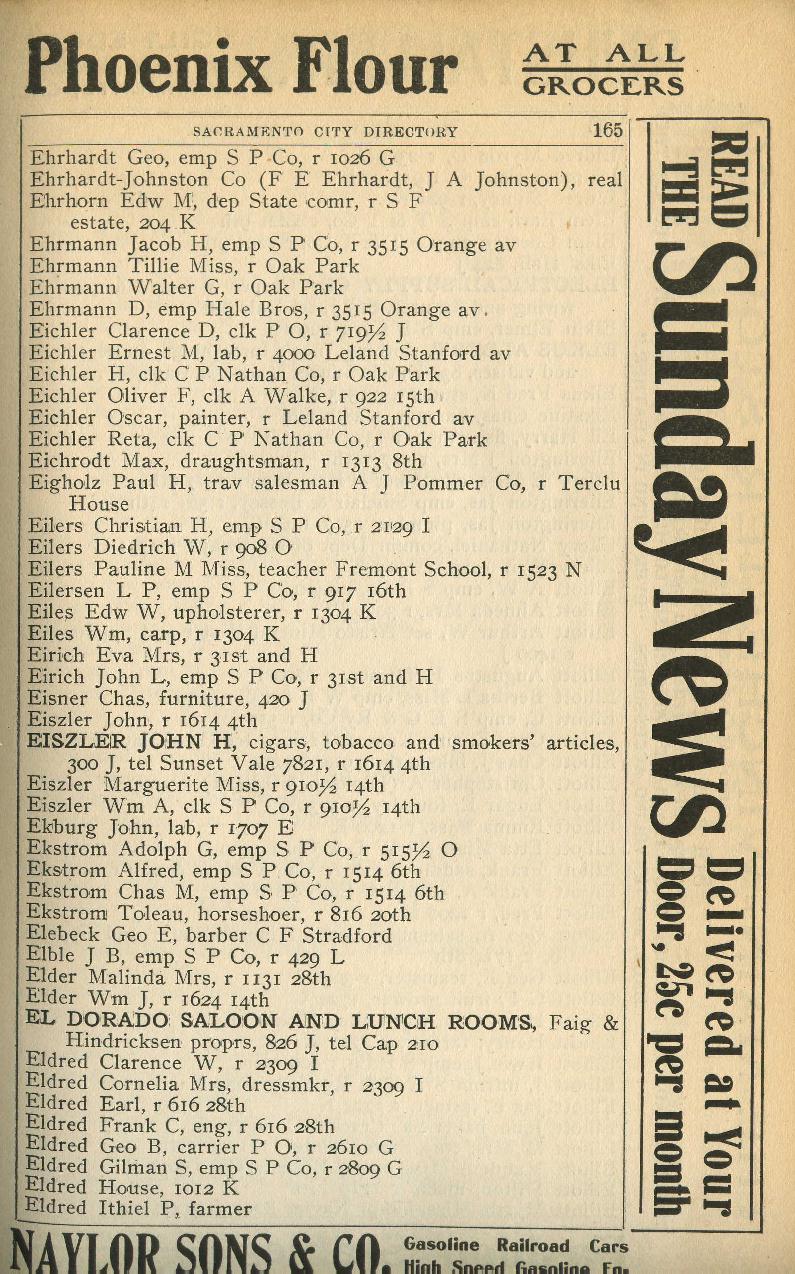 Phoenix Flour
AT ALL
GROCERS
SACRAMENTO CITY DIRECTORY 165
Ehrhardt Geo, emp S P Co, r 1026 G
Ehrhardt-Johnston Co (F E Ehrhardt, J A Johnston), real
Ehrhorn Edw M, dep State comr, r S F
estate, 204 K
Ehrmann Jacob H, emp S P Co, r 3515 Orange av
Ehrmann Tillie Miss, r Oak Park
Ehrmann Walter G, r Oak Park
Ehrmann D, emp Hale Bros, r 3515 Orange av.
Eichler Clarence D, clk P O, r 719½ J
Eichler Ernest M, lab, r 4000 Leland Stanford av
Eichler H, clk C P Nathan Co, r Oak Park
Eichler Oliver F, clk A Walke, r 922 15th
Eichler Oscar, painter, r Leland Stanford av
Eichler Reta, clk C P Nathan Co, r Oak Park
Eichrodt Max, draughtsman, r 1313 8th
Eigholz Paul H, trav salesman A J Pommer Co, r Terclu
House
Eilers Christian H, emp S P Co, r 2129 I
Eilers Diedrich W, r 908 O
Eilers Pauline M Miss, teacher Fremont School, r 1523 N
Eilersen L P, emp S P Co, r 917 16th
Eiles Edw W, upholsterer, r 1304 K
Eiles Wm, carp, r 1304 K
Eirich Eva Mrs, r 31st and H
Eirich John L, emp S P Co, r 31st and H
Eisner Chas, furniture, 420 J
Eiszler John, r 1614 4th
EISZLER JOHN H, cigars, tobacco and smokers' articles,
300 J, tel Sunset Vale 7821, r 1614 4th
Eiszler Marguerite Miss, r 910½ 14th
Eiszler Wm A, clk S P Co, r 910½ 14th
Ekburg John, lab, r 1707 E
Ekstrom Adolph G, emp S P Co, r 515½ O
Ekstrom Alfred, emp S P Co, r 1514 6th
Ekstrom Chas M, emp S P Co, r 1514 6th
Ekstrom Toleau, horseshoer, r 816 20th
Elebeck Geo E, barber C F Stradford
Elble J B, emp S P Co, r 429 L
Elder Malinda Mrs, r 1131 28th
Elder Wm J, r 1624 14th
EL DORADO SALOON AND LUNCH ROOMS, Faig &
Hindricksen proprs, 826 J, tel Cap 210
Eldred Clarence W, r 2309 I
Eldred Cornelia Mrs, dressmkr, r 2309 I
Eldred Earl, r 616 28th
Eldred Frank C, eng, r 616 28th
Eldred Geo B, carrier P O, r 2610 G
Eldred Gilman S, emp S P Co, r 2809 G
Eldred House, 1012 K
Eldred Ithiel P, farmer
READ
THE
Sunday News
Delivered at Your
Door, 25c per month
NAYLOR SONS & CO.
Gasoline Railroad Cars
High Speed Gasoline En-